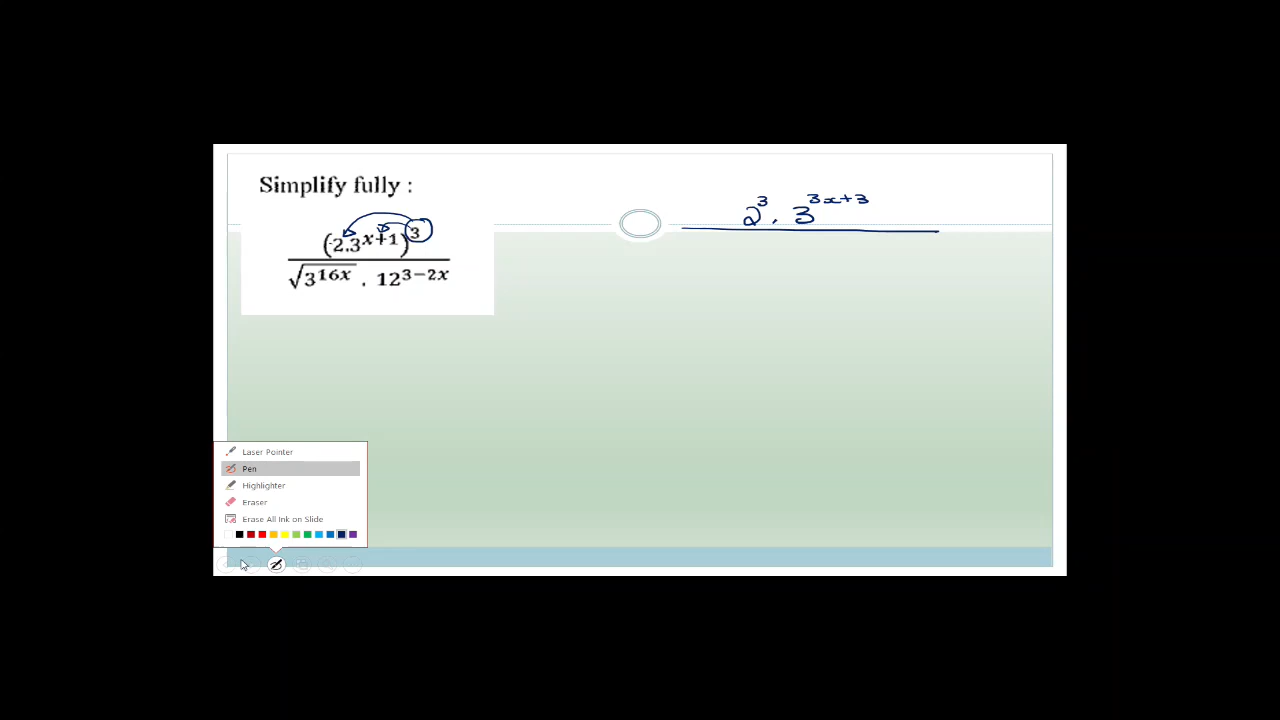 Simplify fully :
(2.3^{x+1})^3
√3^{16x} . 12^{3−2x}
2^3 . 3^{3x+3}
Laser Pointer
Pen
Highlighter
Eraser
Erase All Ink on Slide